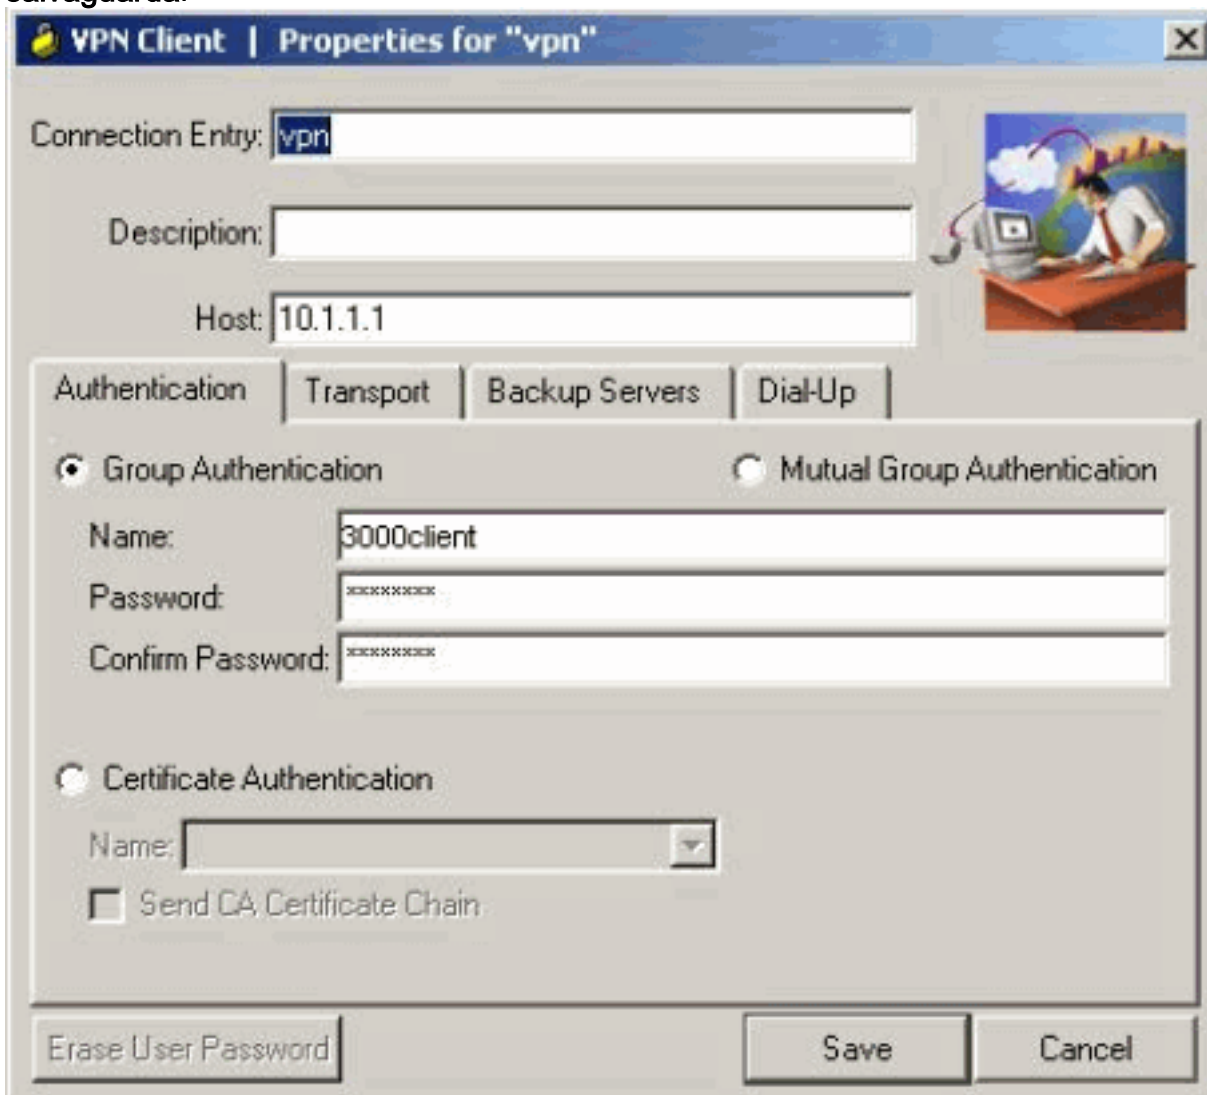 salvaguarda.
VPN Client | Properties for "vpn"
Connection Entry: vpn
Description:
Host: 10.1.1.1
Authentication Transport Backup Servers Dial-Up
Group Authentication Mutual Group Authentication
Name: 3000client
Password: ********
Confirm Password: ********
Certificate Authentication
Name:
Send CA Certificate Chain
Erase User Password Save Cancel